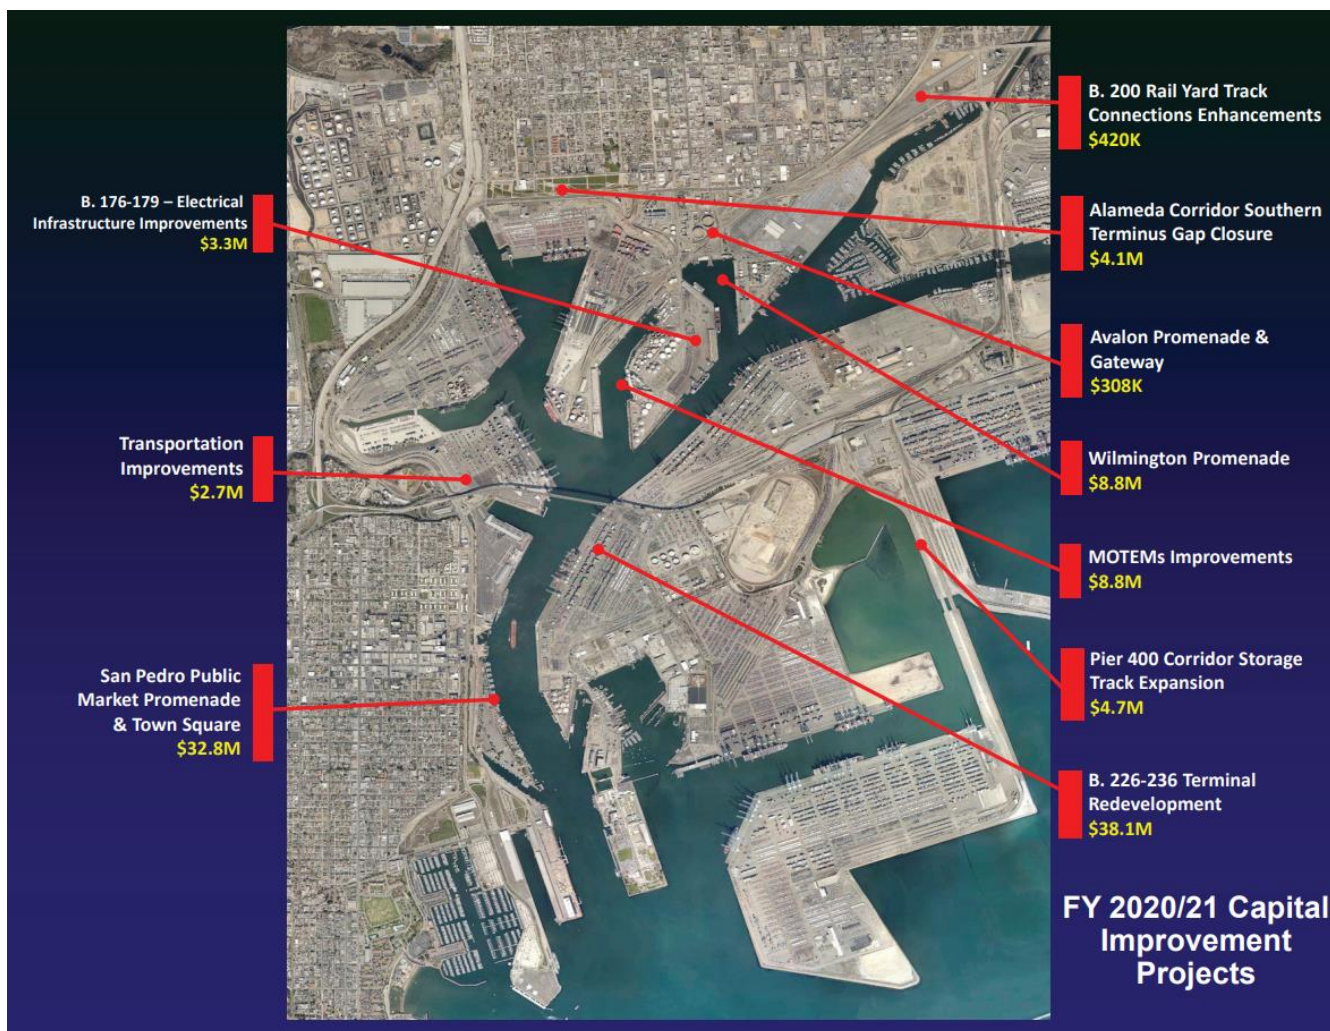 B. 176-179 – Electrical
Infrastructure Improvements
$3.3M
Transportation
Improvements
$2.7M
San Pedro Public
Market Promenade
& Town Square
$32.8M
B. 200 Rail Yard Track
Connections Enhancements
$420K
Alameda Corridor Southern
Terminus Gap Closure
$4.1M
Avalon Promenade &
Gateway
$308K
Wilmington Promenade
$8.8M
MOTEMs Improvements
$8.8M
Pier 400 Corridor Storage
Track Expansion
$4.7M
B. 226-236 Terminal
Redevelopment
$38.1M
FY 2020/21 Capital
Improvement
Projects